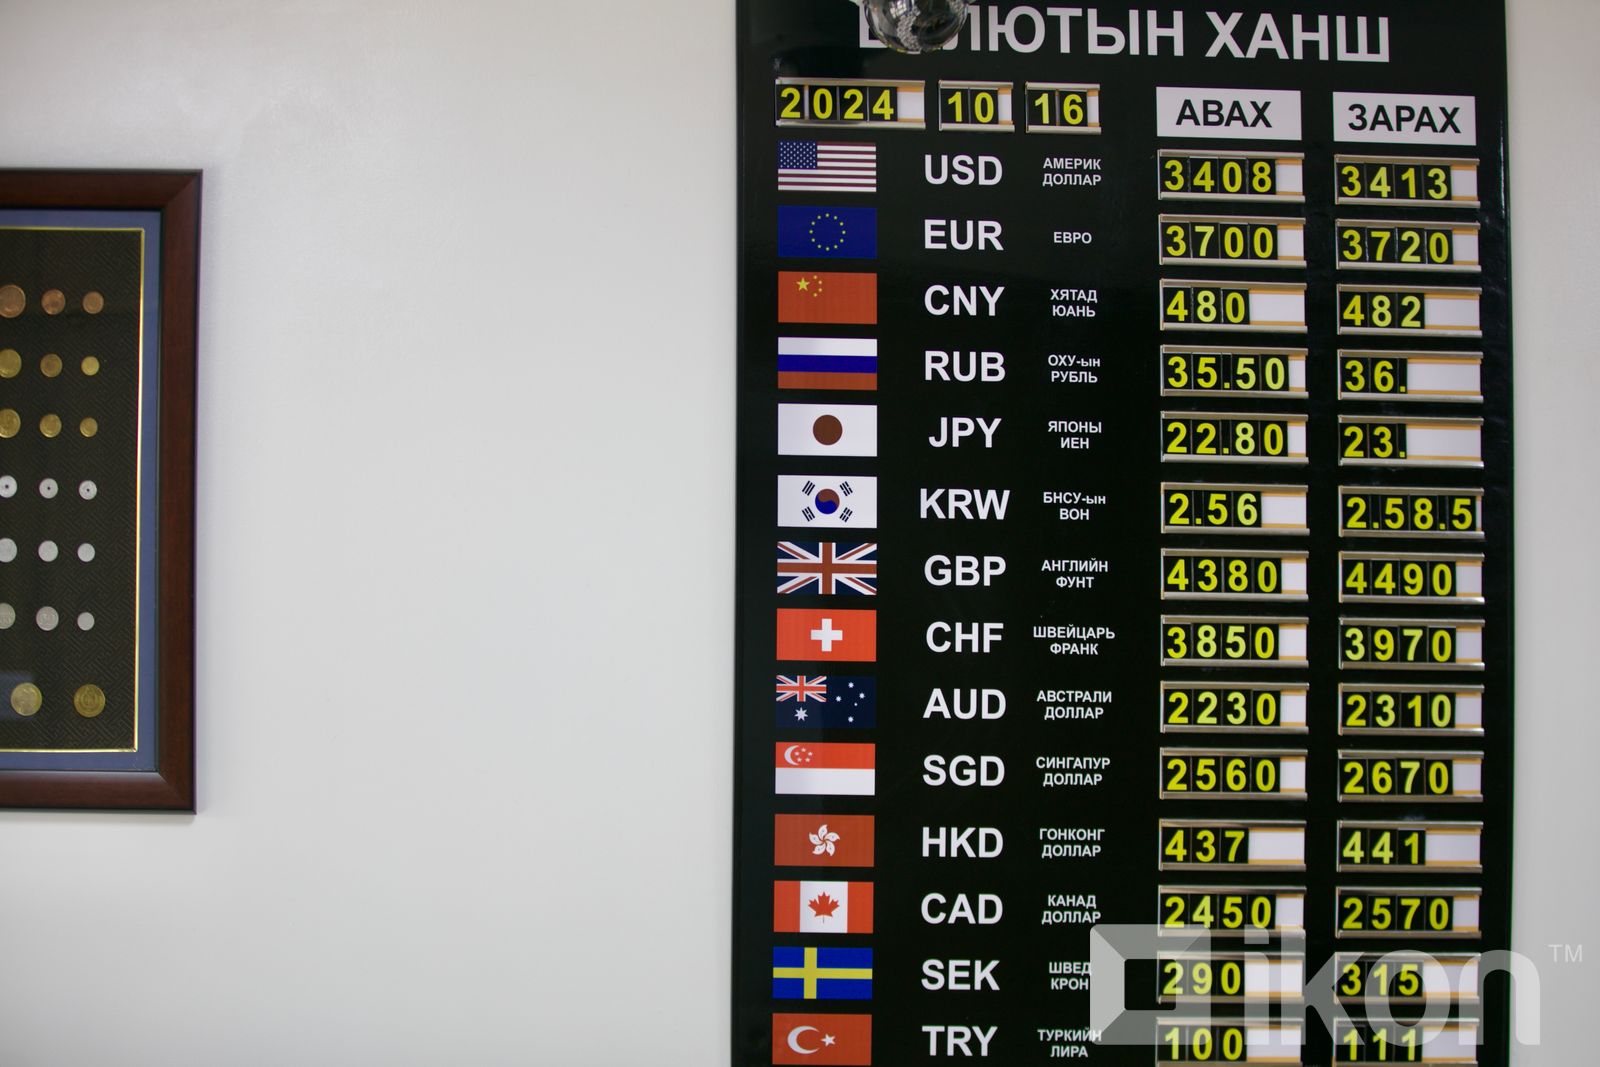 ХАНШ
2024 10 16 АВАХ ЗАРАХ
USD АМЕРИК ДОЛЛАР 3408 3413
EUR ЕВРО 3700 3720
CNY ХЯТАД ЮАНЬ 480 482
RUB ОХУ-ын РУБЛЬ 35.50 36.
JPY ЯПОНЫ ИЕН 22.80 23.
KRW БНСУ-ын ВОН 2.56 2.58.5
GBP АНГЛИЙН ФУНТ 4380 4490
CHF ШВЕЙЦАРЬ ФРАНК 3850 3970
AUD АВСТРАЛИ ДОЛЛАР 2230 2310
SGD СИНГАПУР ДОЛЛАР 2560 2670
HKD ГОНКОНГ ДОЛЛАР 437 441
CAD КАНАД ДОЛЛАР 2450 2570
SEK ШВЕД КРОН 290 315
TRY ТУРКИЙН ЛИРА 100 111
ikon TM